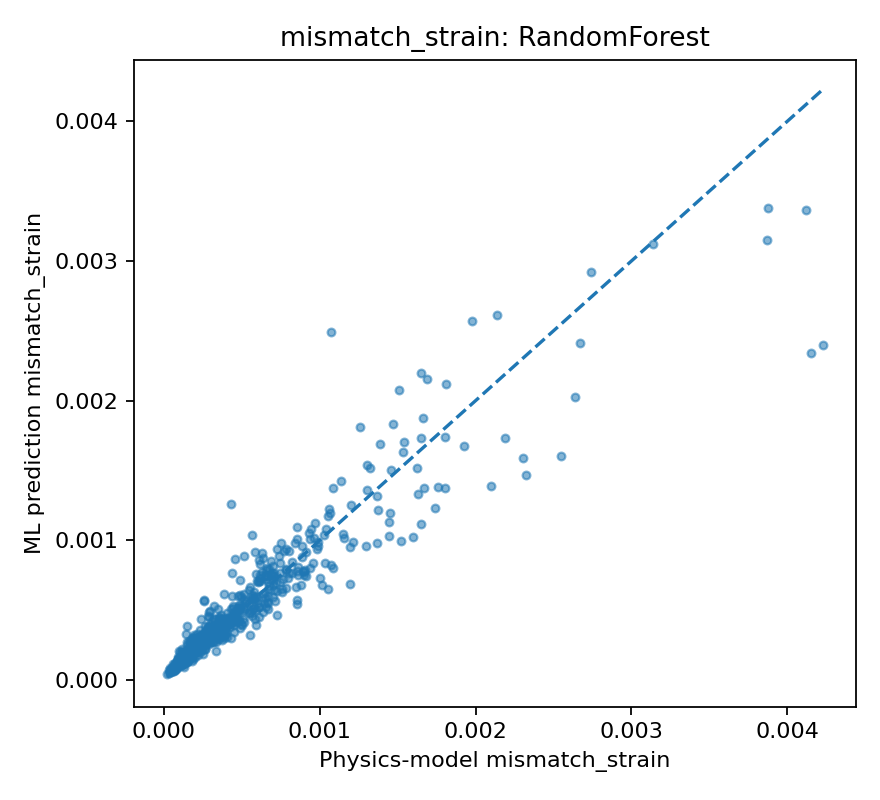 mismatch_strain: RandomForest
ML prediction mismatch_strain
0.004
0.003
0.002
0.001
0.000
0.000 0.001 0.002 0.003 0.004
Physics-model mismatch_strain